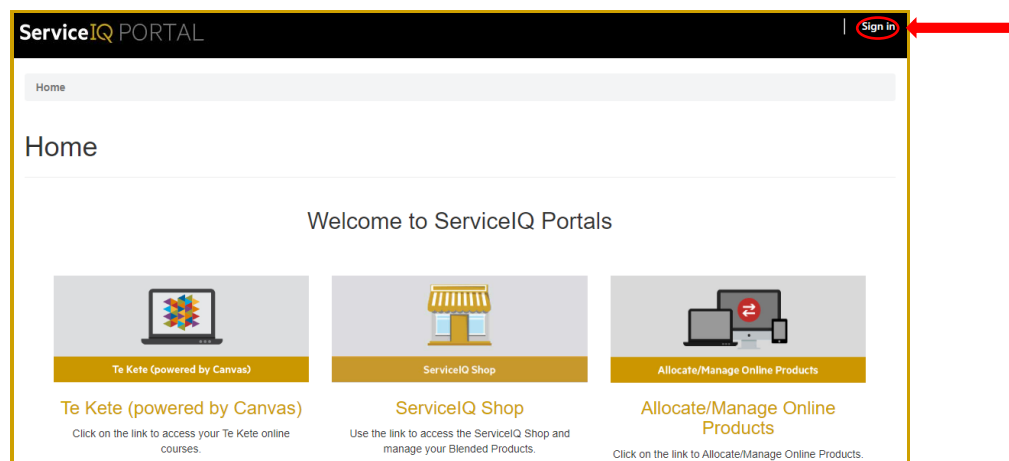 ServiceIQ PORTAL
| Sign in
Home
Home
Welcome to ServiceIQ Portals
Te Kete (powered by Canvas)
ServiceIQ Shop
Allocate/Manage Online Products
Te Kete (powered by Canvas)
Click on the link to access your Te Kete online
courses.
ServiceIQ Shop
Use the link to access the ServiceIQ Shop and
manage your Blended Products.
Allocate/Manage Online
Products
Click on the link to Allocate/Manage Online Products.